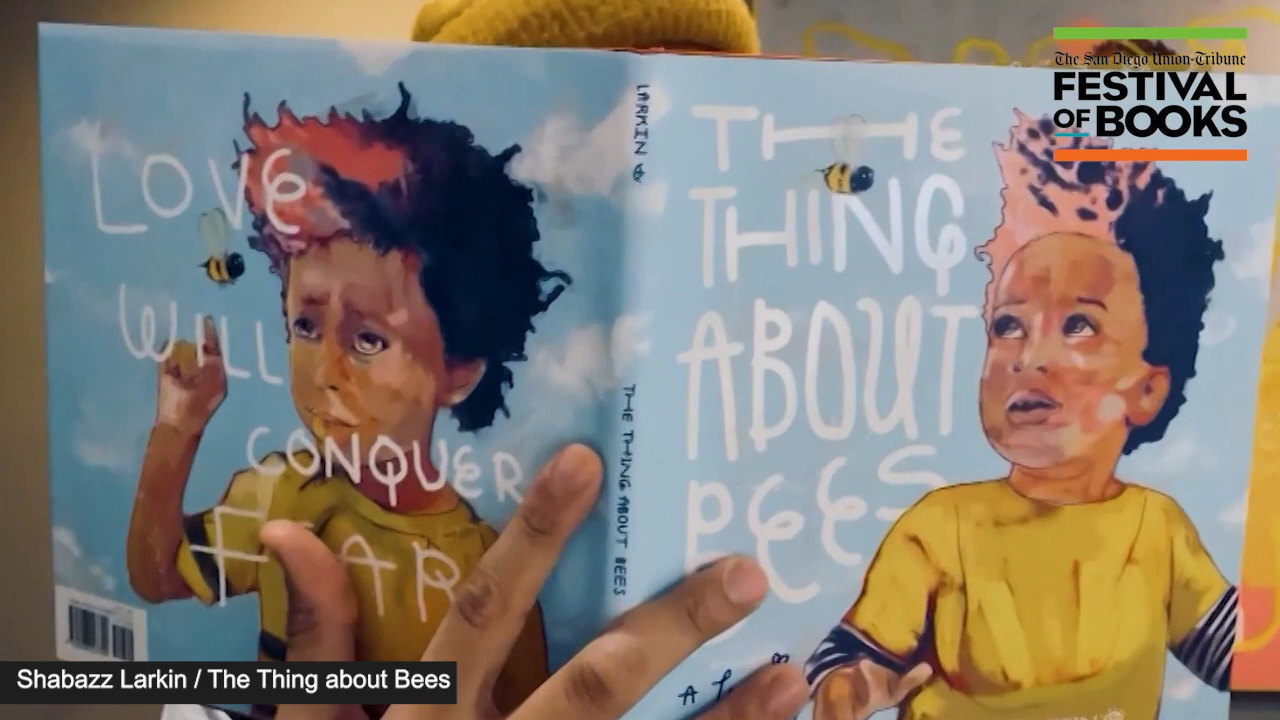 The San Diego Union-Tribune
FESTIVAL
OF BOOKS
LOVE
WILL
CONQUER
FEAR
LARKIN
THE THING ABOUT BEES
THE
THING
ABOUT
BEES
A
Shabazz Larkin / The Thing about Bees